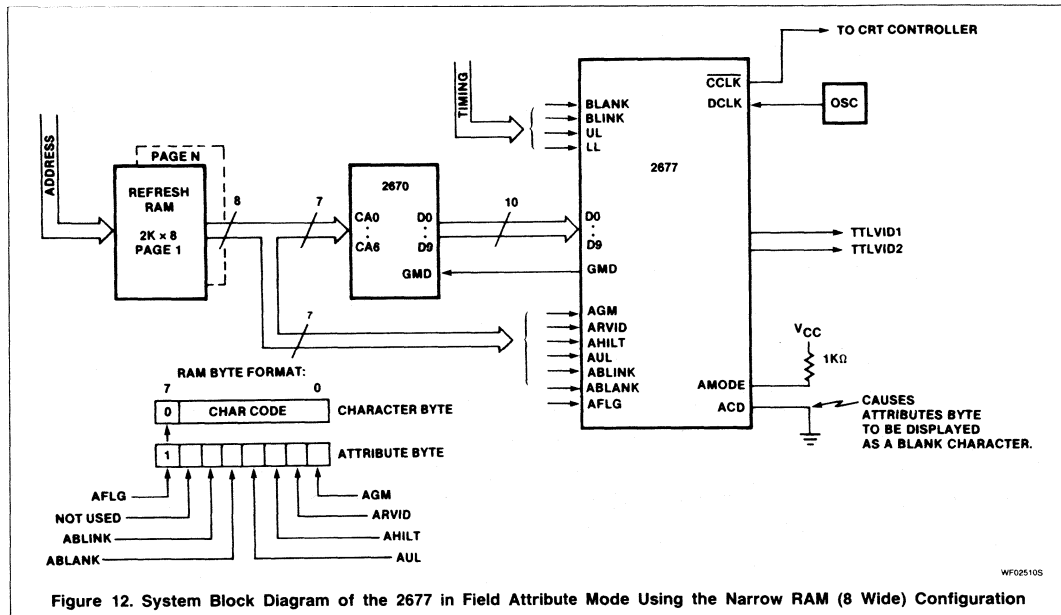 TO CRT CONTROLLER
CCLK
DCLK
OSC
TIMING
BLANK
BLINK
UL
LL
2677
ADDRESS
PAGE N
REFRESH
RAM
2K × 8
PAGE 1
8
7
2670
CA0
CA6
D0
D9
GMD
10
D0
D9
GMD
TTLVID1
TTLVID2
7
AGM
ARVID
AHILT
AUL
ABLINK
ABLANK
AFLG
VCC
1KΩ
AMODE
ACD
CAUSES
ATTRIBUTES BYTE
TO BE DISPLAYED
AS A BLANK CHARACTER.
RAM BYTE FORMAT:
7 0
0 CHAR CODE CHARACTER BYTE
1 ATTRIBUTE BYTE
AFLG
NOT USED
ABLINK
ABLANK
AGM
ARVID
AHILT
AUL
WF02510S
Figure 12. System Block Diagram of the 2677 in Field Attribute Mode Using the Narrow RAM (8 Wide) Configuration